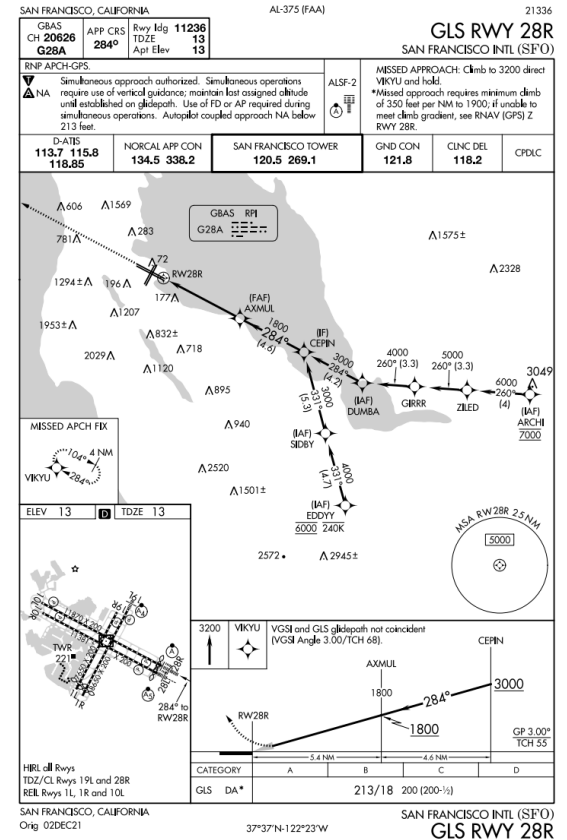 SAN FRANCISCO, CALIFORNIA
AL-375 (FAA)
21336
GBAS
CH 20626
G28A
APP CRS
284°
Rwy ldg 11236
TDZE 13
Apt Elev 13
GLS RWY 28R
SAN FRANCISCO INTL (SFO)
RNP APCH-GPS.
T
A NA
Simultaneous approach authorized. Simultaneous operations
require use of vertical guidance; maintain last assigned altitude
until established on glidepath. Use of FD or AP required during
simultaneous operations. Autopilot coupled approach NA below
213 feet.
ALSF-2
A
MISSED APPROACH: Climb to 3200 direct
VIKYU and hold.
*Missed approach requires minimum climb
of 350 feet per NM to 1900; if unable to
meet climb gradient, see RNAV (GPS) Z
RWY 28R.
D-ATIS
113.7 115.8
118.85
NORCAL APP CON
134.5 338.2
SAN FRANCISCO TOWER
120.5 269.1
GND CON
121.8
CLNC DEL
118.2
CPDLC
606
1569
781
283
GBAS RPI
G28A
1575±
2328
72
RW28R
1294±
196
177
1207
1953±
832±
718
2029
1120
895
940
2520
1501±
2572
2945±
(FAF)
AXMUL
1800
284°
(4.6)
(IF)
CEPIN
3000
284°
(4.2)
(IAF)
DUMBA
4000
260° (3.3)
GIRRR
5000
260° (3.3)
ZILED
6000
260°
(4)
3049
(IAF)
ARCHI
7000
3000
331°
(5.3)
(IAF)
SIDBY
4000
331°
(4.7)
(IAF)
EDDYY
6000 240K
MISSED APCH FIX
104°
4 NM
VIKYU
284°
MSA RW28R 25 NM
5000
ELEV 13
D
TDZE 13
TWR
221
10L
10R
19L
19R
28L
28R
1L
1R
11870 X 200
284° to
RW28R
HIRL all Rwys
TDZ/CL Rwys 19L and 28R
REIL Rwys 1L, 1R and 10L
3200
VIKYU
VGSI and GLS glidepath not coincident
(VGSI Angle 3.00/TCH 68).
CEPIN
AXMUL
1800
284°
3000
RW28R
1800
GP 3.00°
TCH 55
5.4 NM
4.6 NM
CATEGORY A B C D
GLS DA* 213/18 200 (200-½)
SAN FRANCISCO, CALIFORNIA
Orig 02DEC21
37°37'N-122°23'W
SAN FRANCISCO INTL (SFO)
GLS RWY 28R